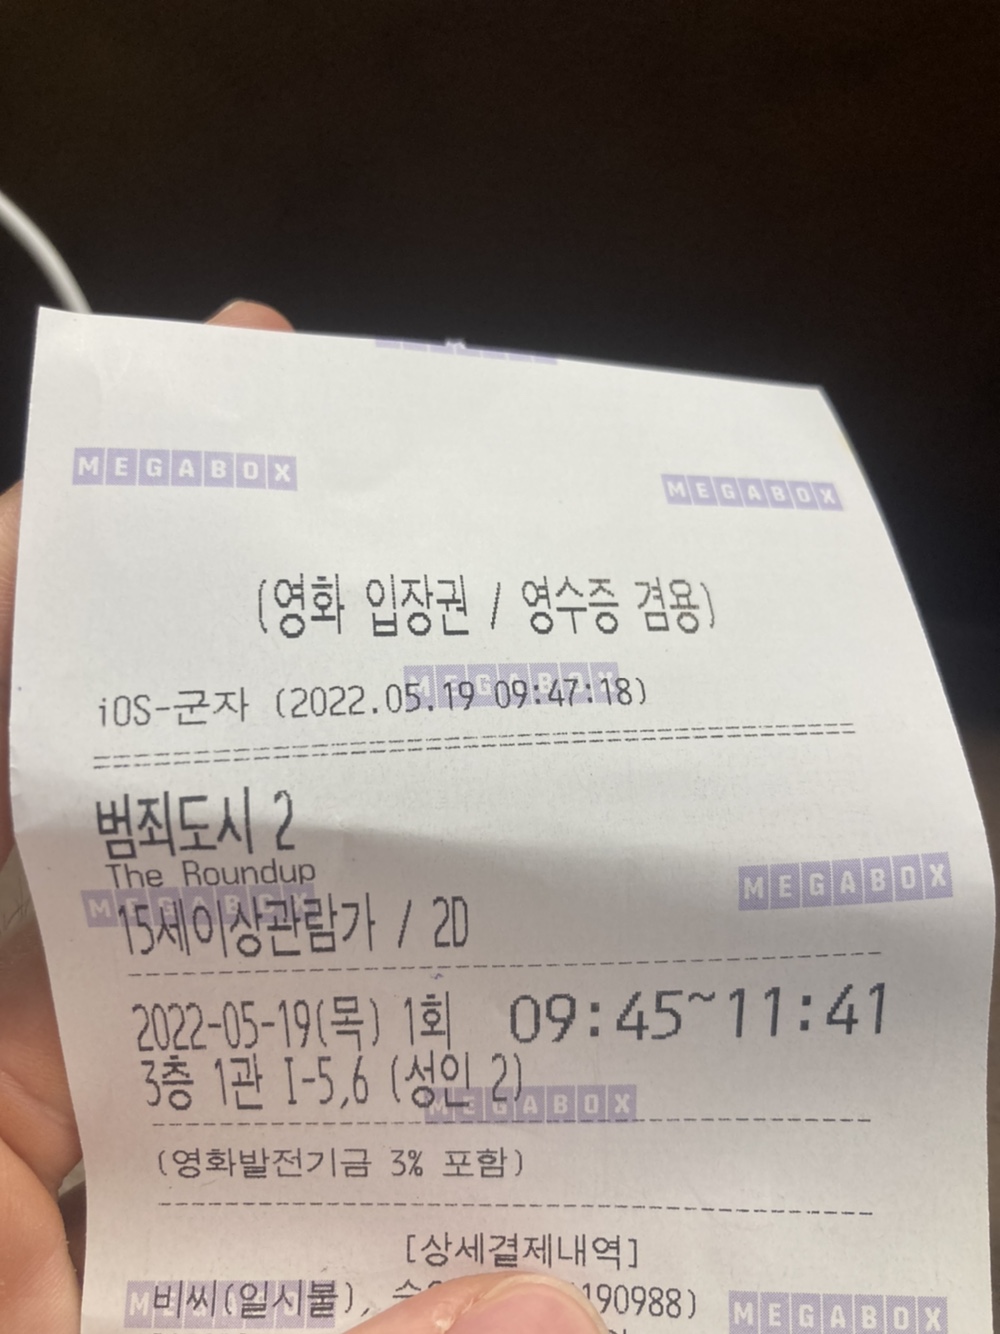 MEGABOX
MEGABOX
(영화 입장권 / 영수증 겸용)
MEGABOX
iOS-군자 (2022.05.19 09:47:18)
범죄도시 2
The Roundup
MEGABOX
MEGABOX
15세이상관람가 / 2D
2022-05-19(목) 1회 09:45~11:41
3층 1관 I-5,6 (성인 2)
MEGABOX
(영화발전기금 3% 포함)
[상세결제내역]
비씨(일시불), 190988)
MEGABOX
MEGABOX